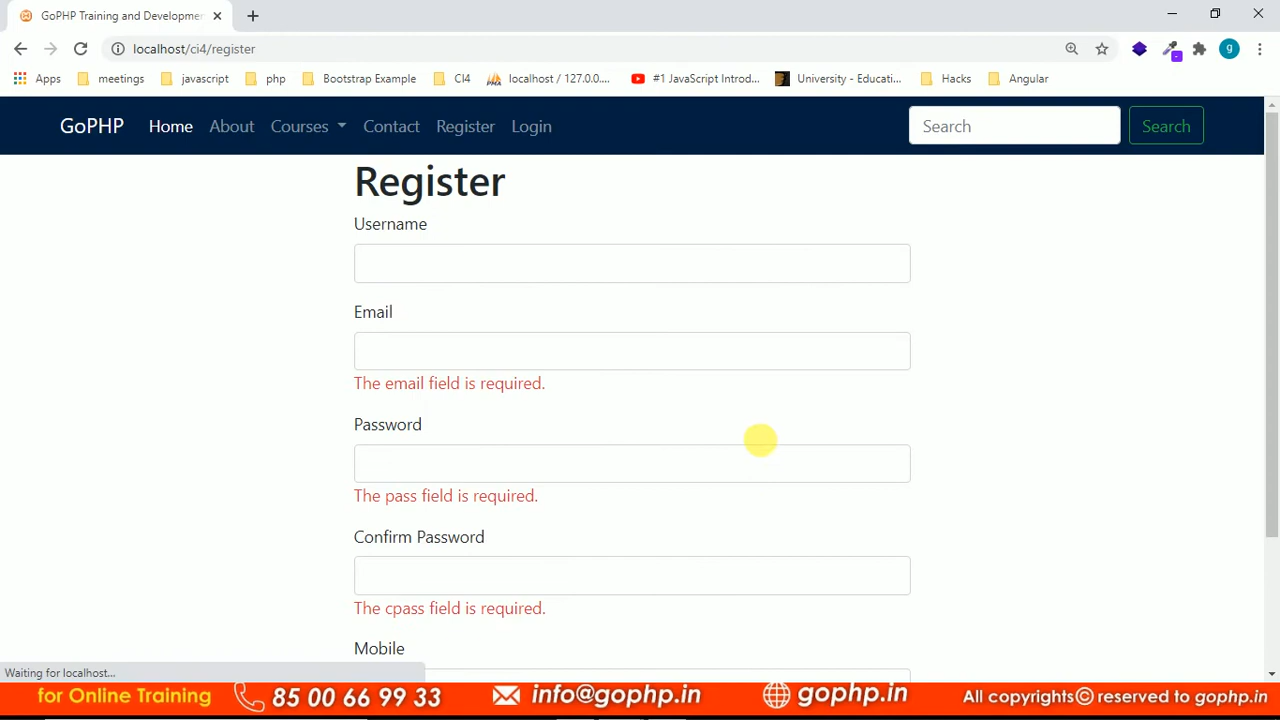 GoPHP Training and Developmen
localhost/ci4/register
g
Apps meetings javascript php Bootstrap Example CI4 localhost / 127.0.0.... #1 JavaScript Introd... University - Educati... Hacks Angular
GoPHP Home About Courses Contact Register Login Search Search
Register
Username
Email
The email field is required.
Password
The pass field is required.
Confirm Password
The cpass field is required.
Mobile
Waiting for localhost...
for Online Training 85 00 66 99 33 info@gophp.in gophp.in All copyrights© reserved to gophp.in